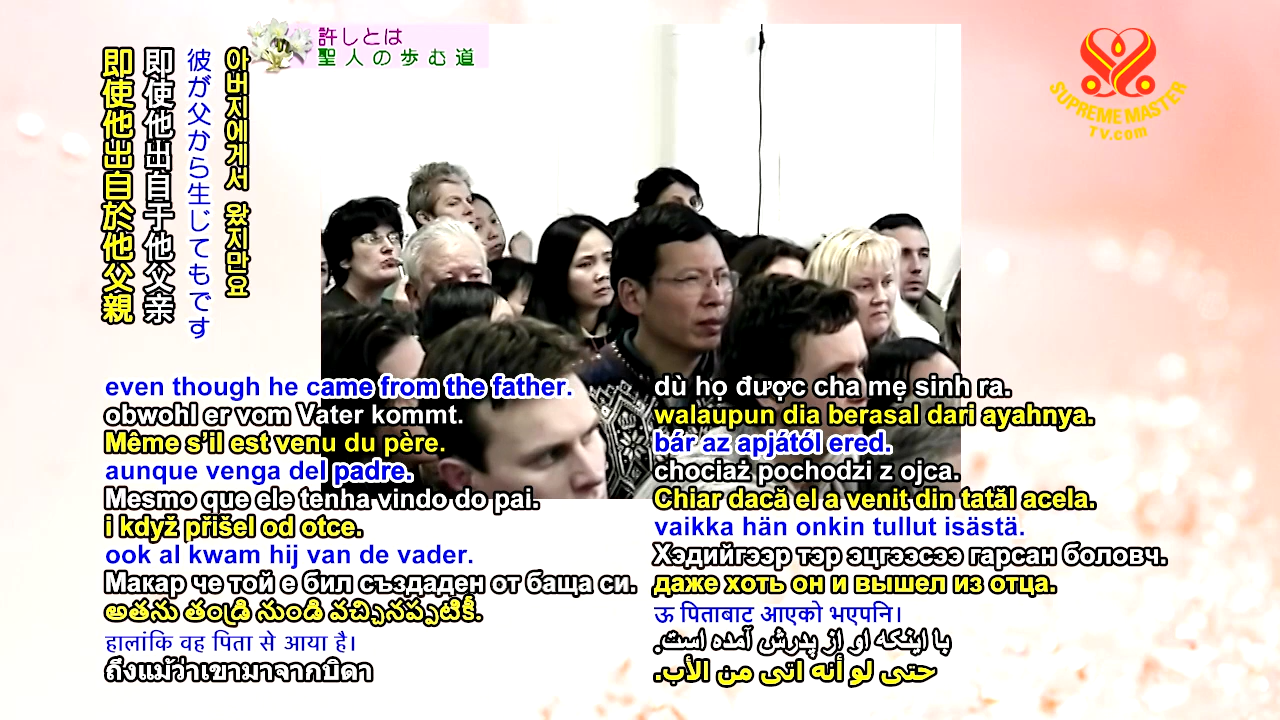 許しとは
聖人の歩む道
SUPREME MASTER
TV.com
아버지에게서 왔지만요
彼が父から生じてもです
即使他出自于他父亲
即使他出自於他父親
even though he came from the father.
obwohl er vom Vater kommt.
Même s’il est venu du père.
aunque venga del padre.
Mesmo que ele tenha vindo do pai.
i když přišel od otce.
ook al kwam hij van de vader.
Макар че той е бил създаден от баща си.
అతను తండ్రి నుండి వచ్చినప్పటికీ.
हालांकि वह पिता से आया है।
ถึงแม้ว่าเขามาจากบิดา
dù họ được cha mẹ sinh ra.
walaupun dia berasal dari ayahnya.
bár az apjától ered.
chociaż pochodzi z ojca.
Chiar dacă el a venit din tatăl acela.
vaikka hän onkin tullut isästä.
Хэдийгээр тэр эцгээсээ гарсан боловч.
даже хоть он и вышел из отца.
ऊ पिताबाट आएको भएपनि।
با اینکه او از پدرش آمده است.
حتى لو أنه اتى من الأب.